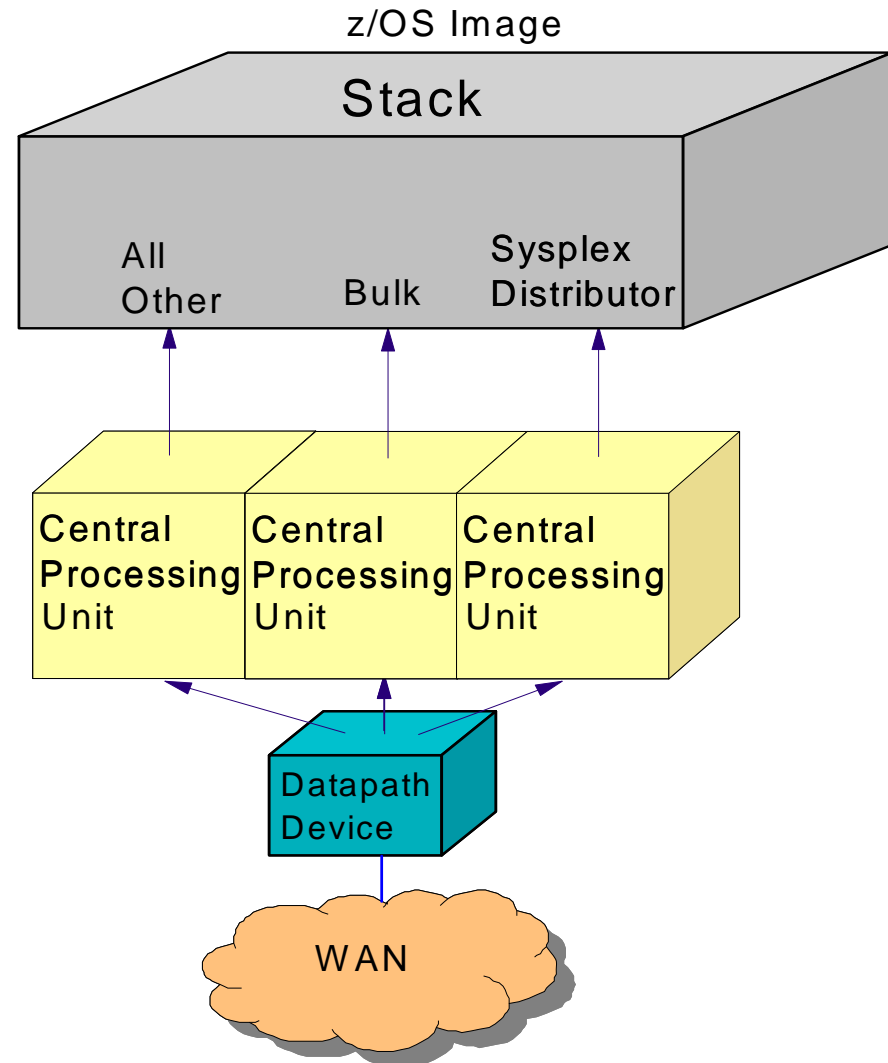 z/OS Image
Stack
All
Other
Bulk
Sysplex
Distributor
Central
Processing
Unit
Central
Processing
Unit
Central
Processing
Unit
Datapath
Device
WAN